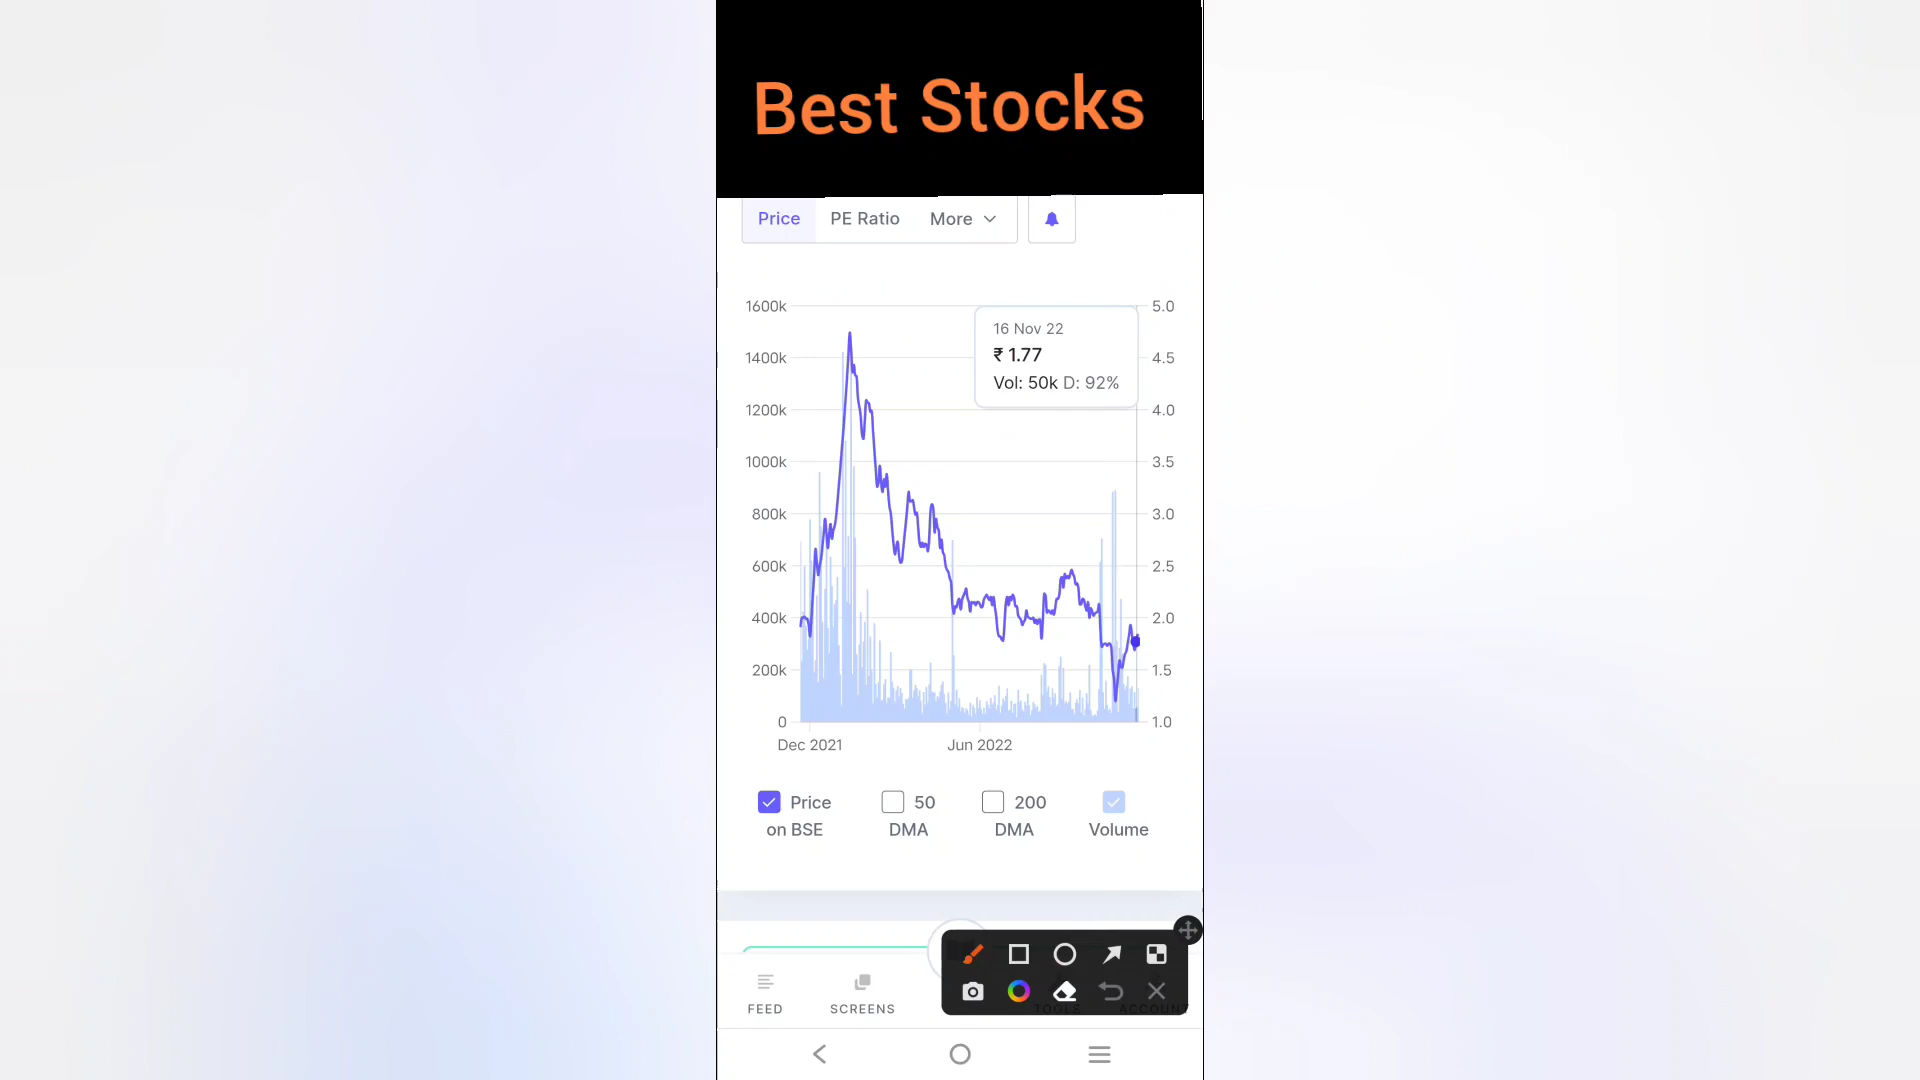 Best Stocks
Price PE Ratio More
1600k 5.0
16 Nov 22
₹ 1.77
Vol: 50k D: 92%
1400k 4.5
1200k 4.0
1000k 3.5
800k 3.0
600k 2.5
400k 2.0
200k 1.5
0 1.0
Dec 2021 Jun 2022
Price on BSE
50 DMA
200 DMA
Volume
FEED SCREENS TOOLS ACCOUNT